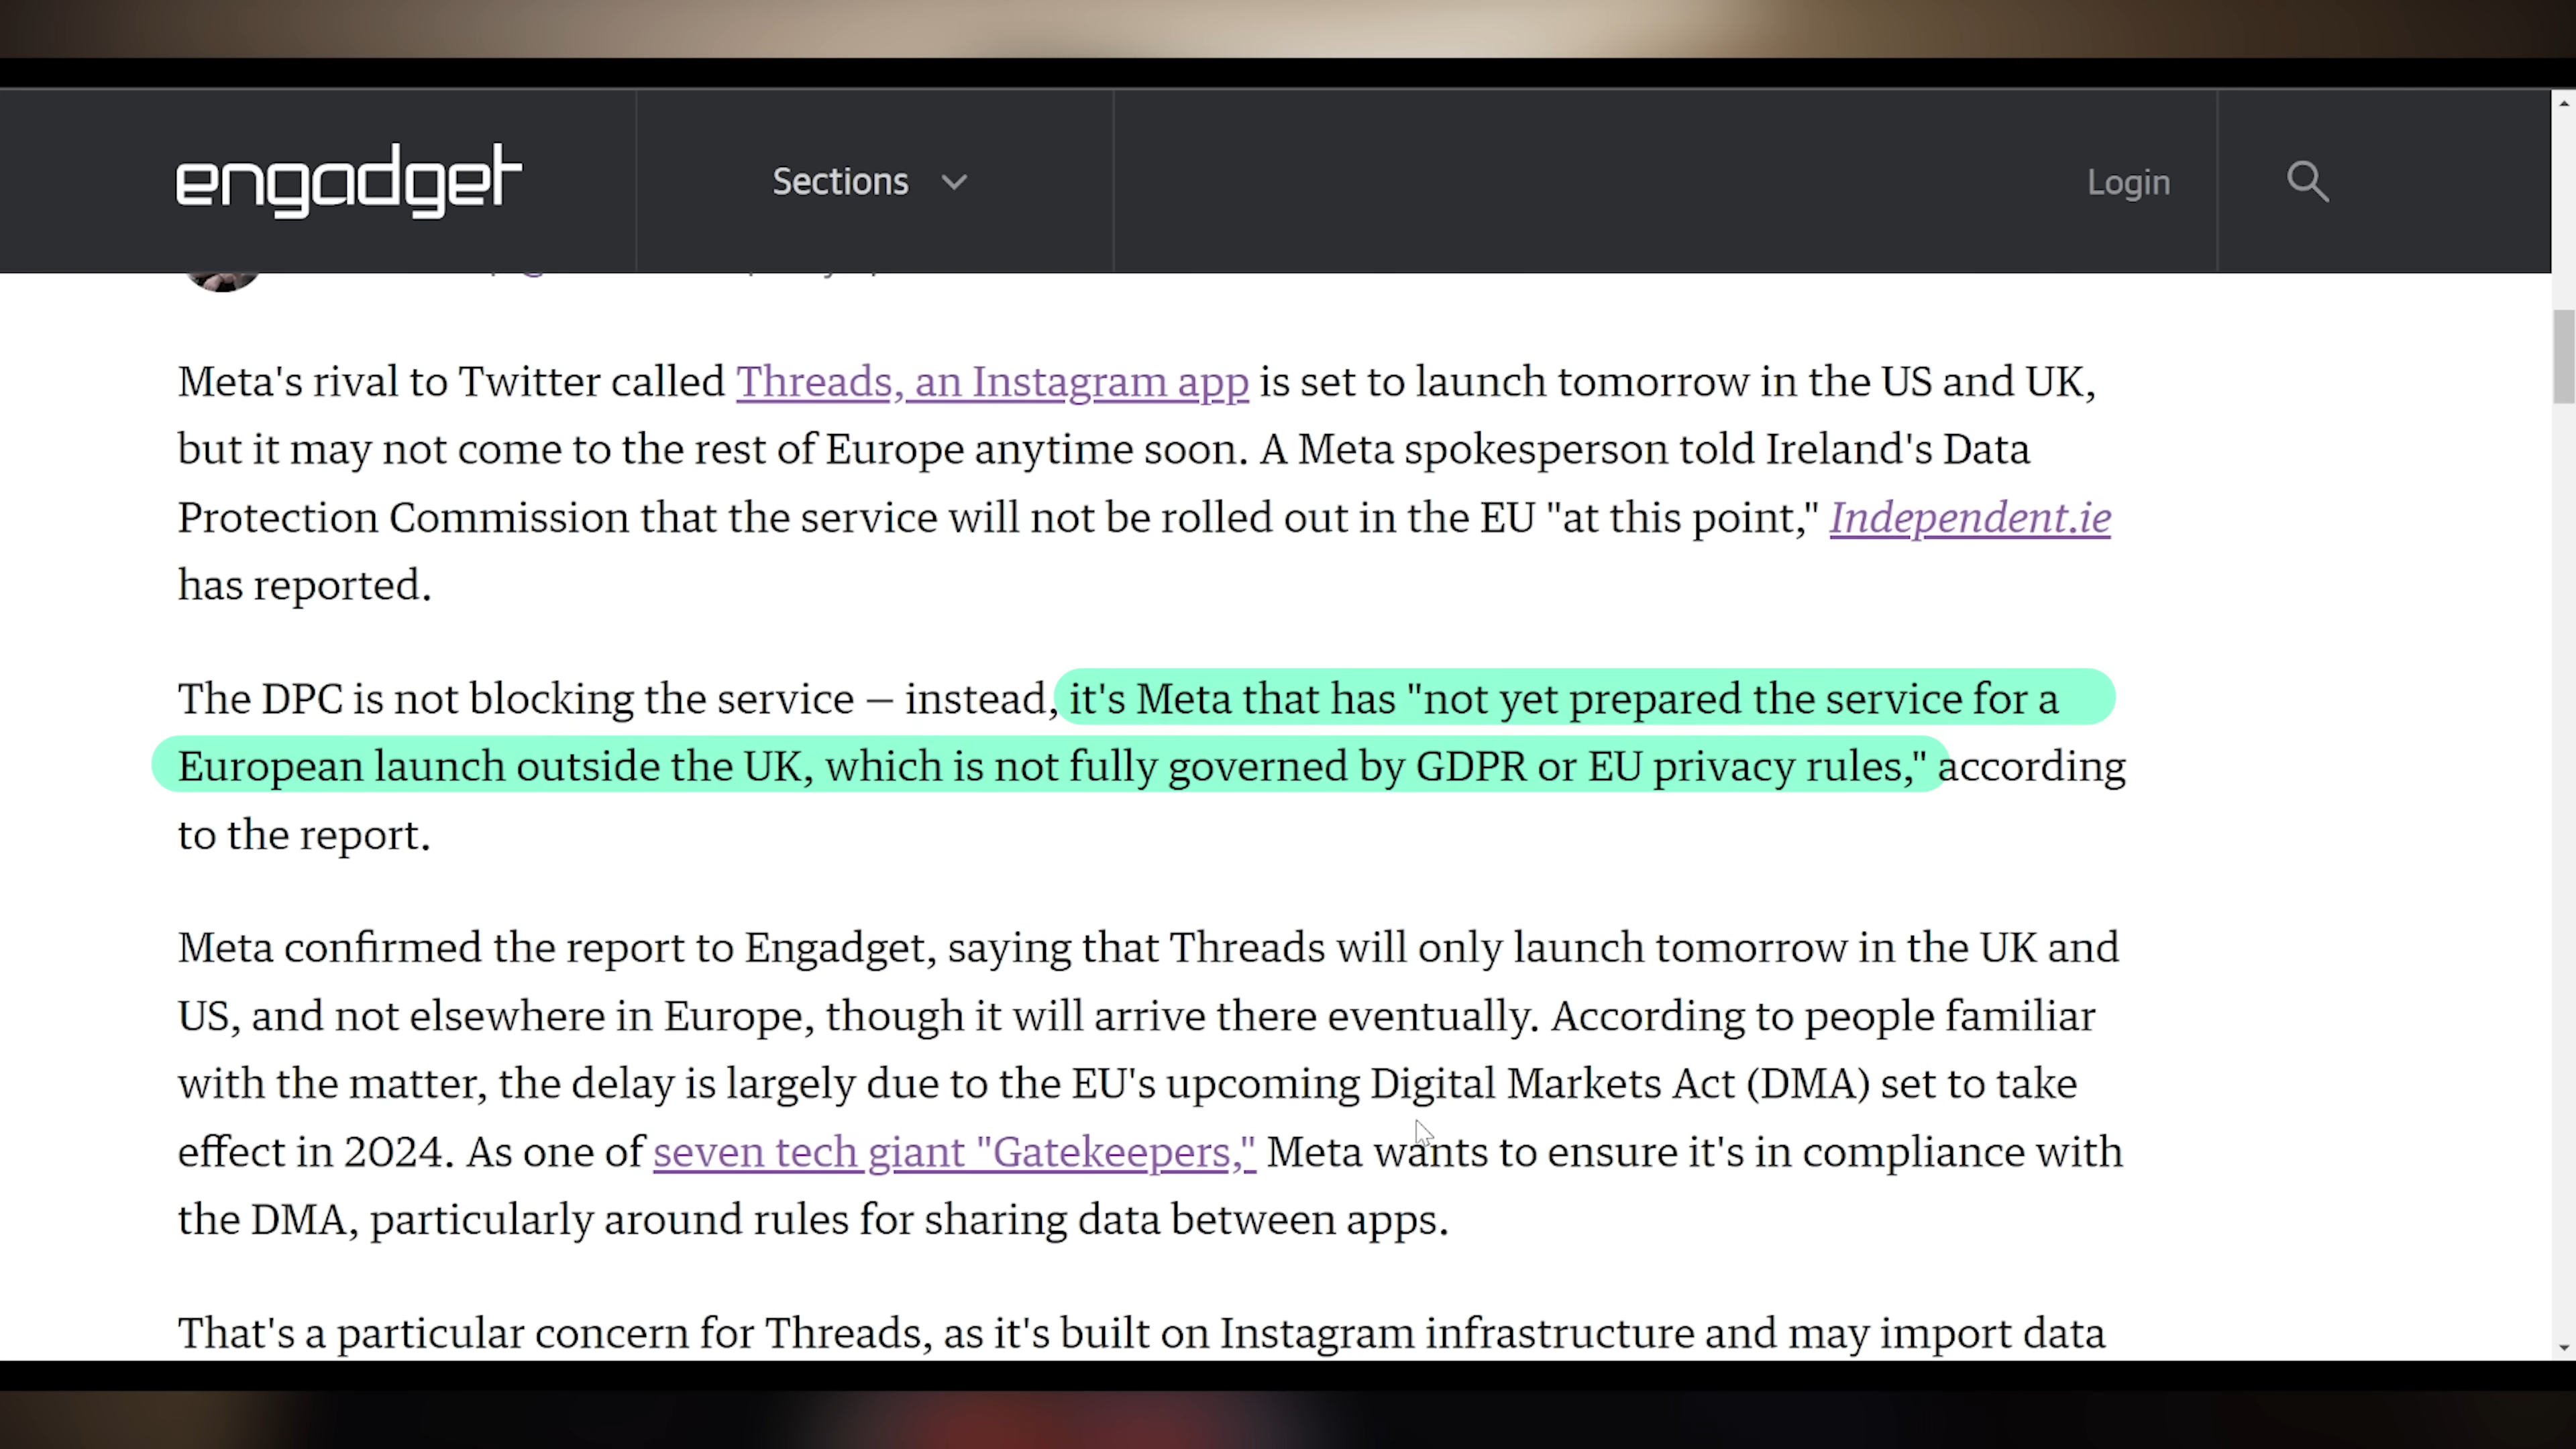 engadget
Sections
Login
Meta's rival to Twitter called Threads, an Instagram app is set to launch tomorrow in the US and UK,
but it may not come to the rest of Europe anytime soon. A Meta spokesperson told Ireland's Data
Protection Commission that the service will not be rolled out in the EU "at this point," Independent.ie
has reported.
The DPC is not blocking the service – instead, it's Meta that has "not yet prepared the service for a
European launch outside the UK, which is not fully governed by GDPR or EU privacy rules," according
to the report.
Meta confirmed the report to Engadget, saying that Threads will only launch tomorrow in the UK and
US, and not elsewhere in Europe, though it will arrive there eventually. According to people familiar
with the matter, the delay is largely due to the EU's upcoming Digital Markets Act (DMA) set to take
effect in 2024. As one of seven tech giant "Gatekeepers," Meta wants to ensure it's in compliance with
the DMA, particularly around rules for sharing data between apps.
That's a particular concern for Threads, as it's built on Instagram infrastructure and may import data